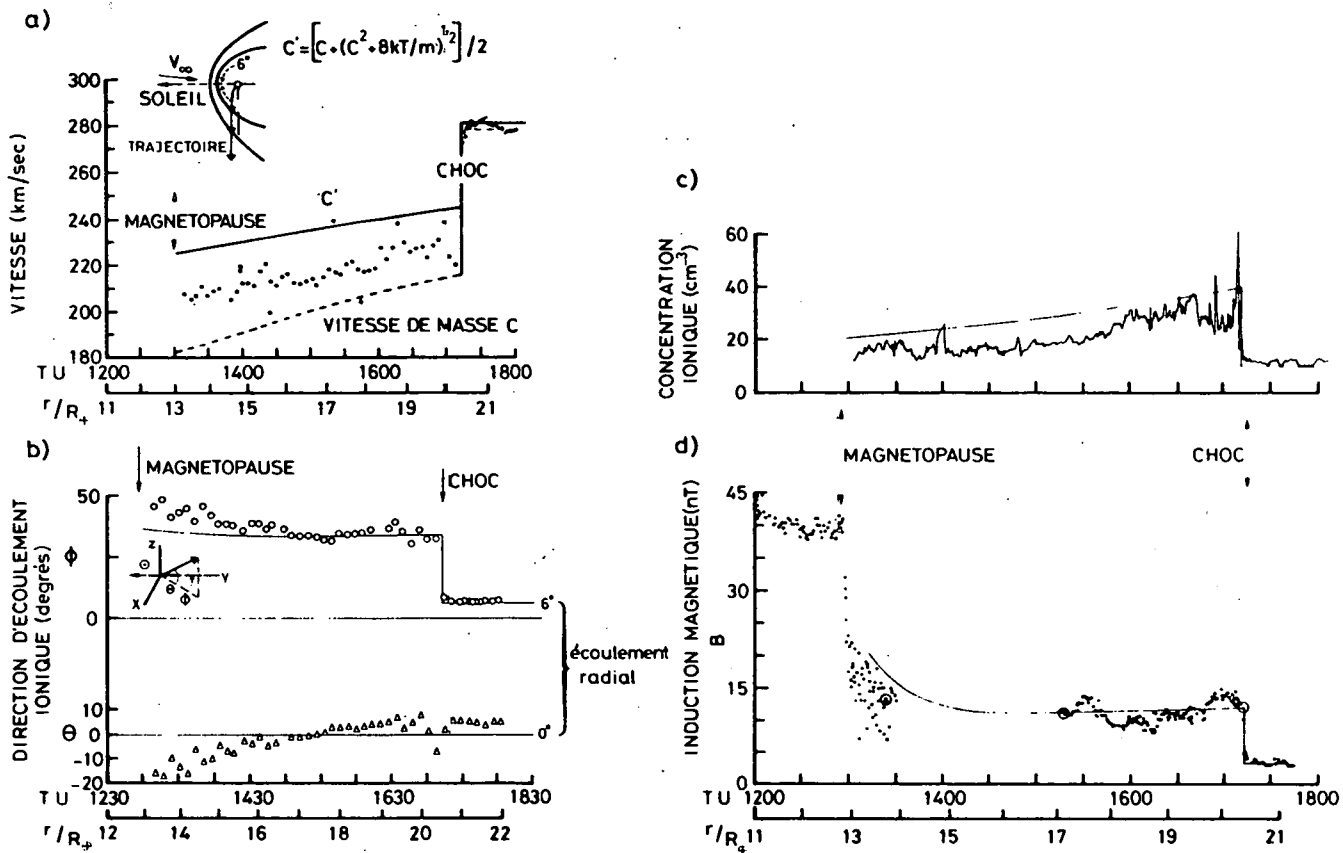 a)
C' = [C + (C² + 8kT/m)^1/2] / 2
V∞
6°
SOLEIL
TRAJECTOIRE
VITESSE (km/sec)
300
280
260
240
220
200
180
MAGNETOPAUSE
C'
CHOC
VITESSE DE MASSE C
TU 1200 1400 1600 1800
r/R 11 13 15 17 19 21
b)
MAGNETOPAUSE
CHOC
DIRECTION D'ECOULEMENT IONIQUE (degrés)
Φ
50
0
Z
Θ
Φ
X
Y
6°
écoulement
radial
Θ
10
0
-10
-20
0°
TU 1230 1430 1630 1830
r/R 12 14 16 18 20 22
c)
CONCENTRATION
IONIQUE (cm⁻³)
60
40
20
0
MAGNETOPAUSE
CHOC
d)
INDUCTION MAGNETIQUE (nT)
B
45
30
15
0
TU 1200 1400 1600 1800
r/R 11 13 15 17 19 21